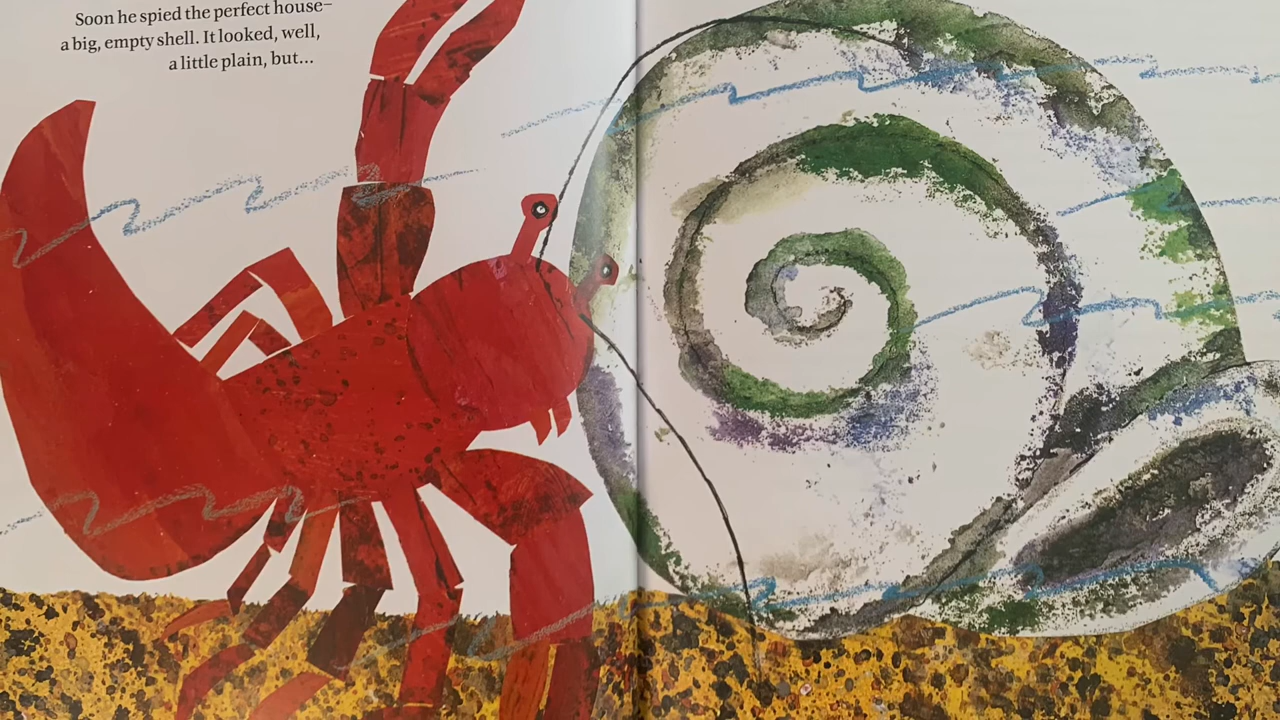 Soon he spied the perfect house–
a big, empty shell. It looked, well,
a little plain, but...